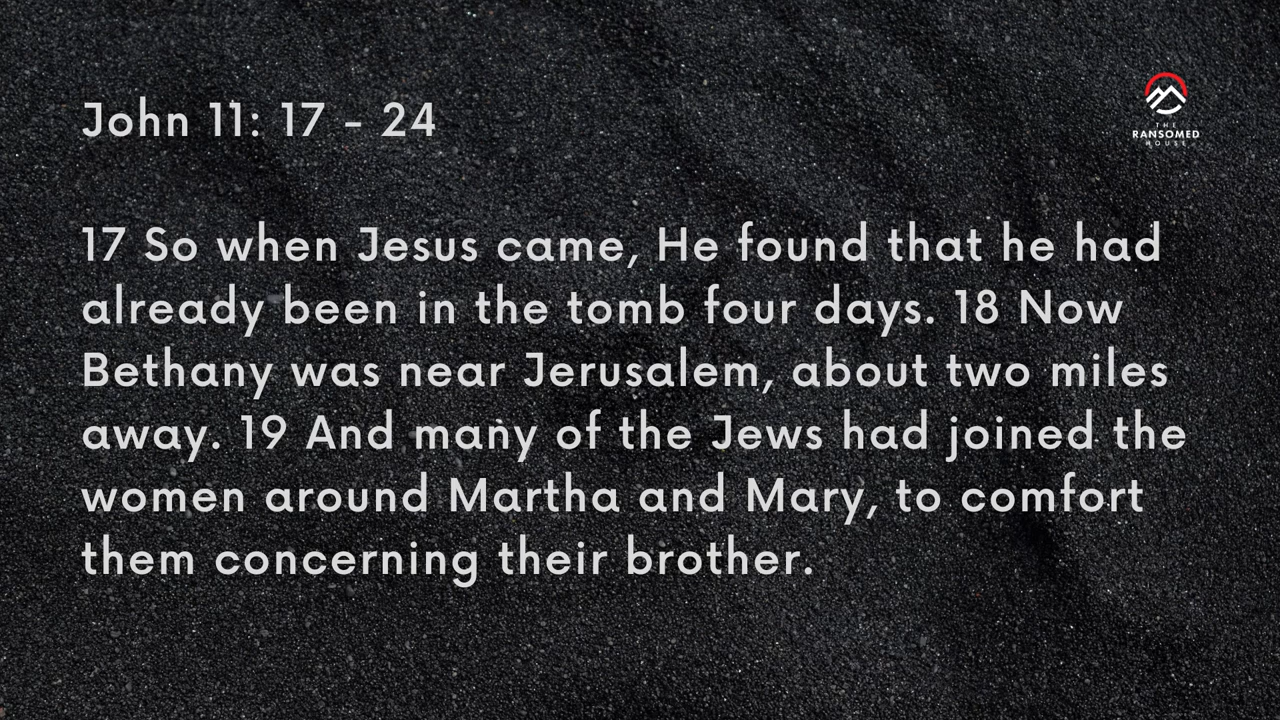 John 11: 17 - 24
THE
RANSOMED
HOUSE
17 So when Jesus came, He found that he had
already been in the tomb four days. 18 Now
Bethany was near Jerusalem, about two miles
away. 19 And many of the Jews had joined the
women around Martha and Mary, to comfort
them concerning their brother.